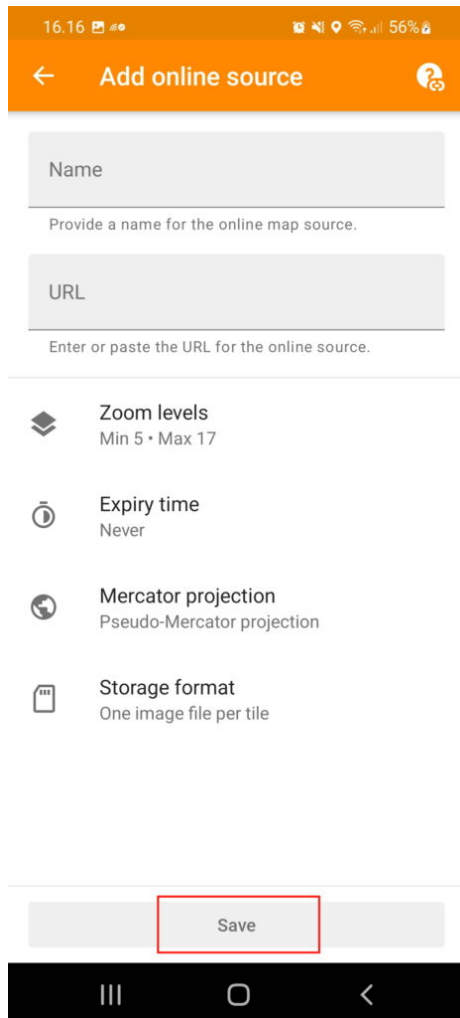 16.16 56%
Add online source
Name
Provide a name for the online map source.
URL
Enter or paste the URL for the online source.
Zoom levels
Min 5 • Max 17
Expiry time
Never
Mercator projection
Pseudo-Mercator projection
Storage format
One image file per tile
Save